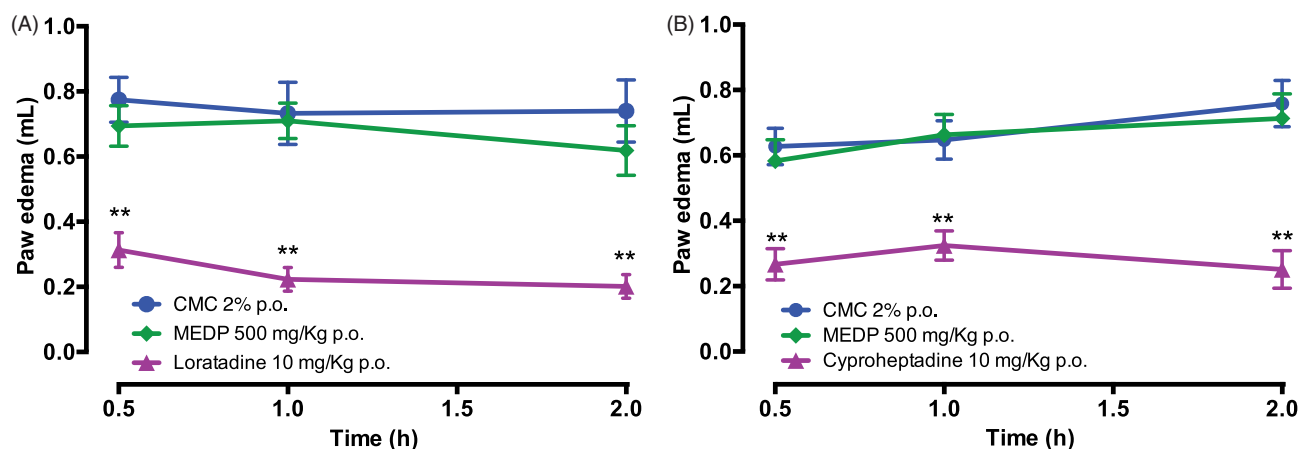 (A)
1.0
0.8
0.6
0.4
0.2
0.0
Paw edema (mL)
**
**
**
CMC 2% p.o.
MEDP 500 mg/Kg p.o.
Loratadine 10 mg/Kg p.o.
0.5
1.0
1.5
2.0
Time (h)
(B)
1.0
0.8
0.6
0.4
0.2
0.0
Paw edema (mL)
**
**
**
CMC 2% p.o.
MEDP 500 mg/Kg p.o.
Cyproheptadine 10 mg/Kg p.o.
0.5
1.0
1.5
2.0
Time (h)